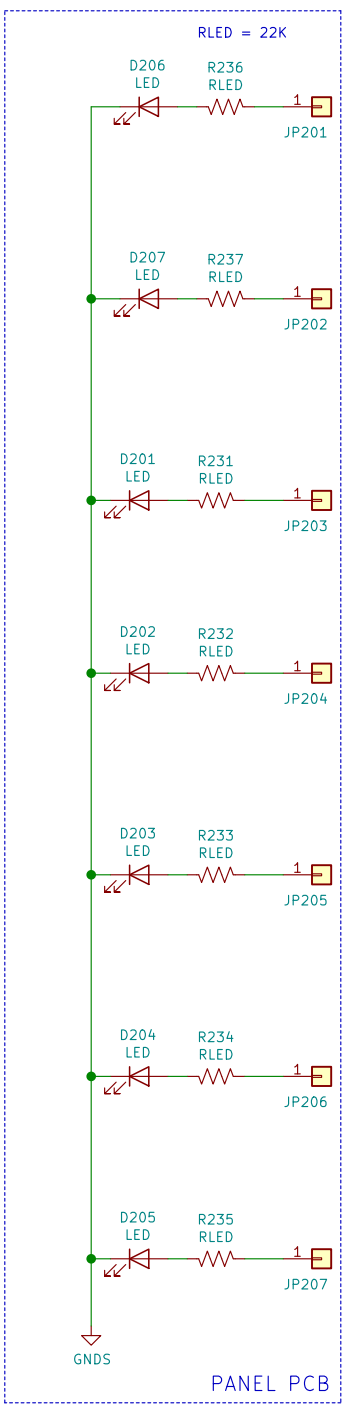 RLED = 22K
D206
LED
R236
RLED
1
JP201
D207
LED
R237
RLED
1
JP202
D201
LED
R231
RLED
1
JP203
D202
LED
R232
RLED
1
JP204
D203
LED
R233
RLED
1
JP205
D204
LED
R234
RLED
1
JP206
D205
LED
R235
RLED
1
JP207
GNDS
PANEL PCB